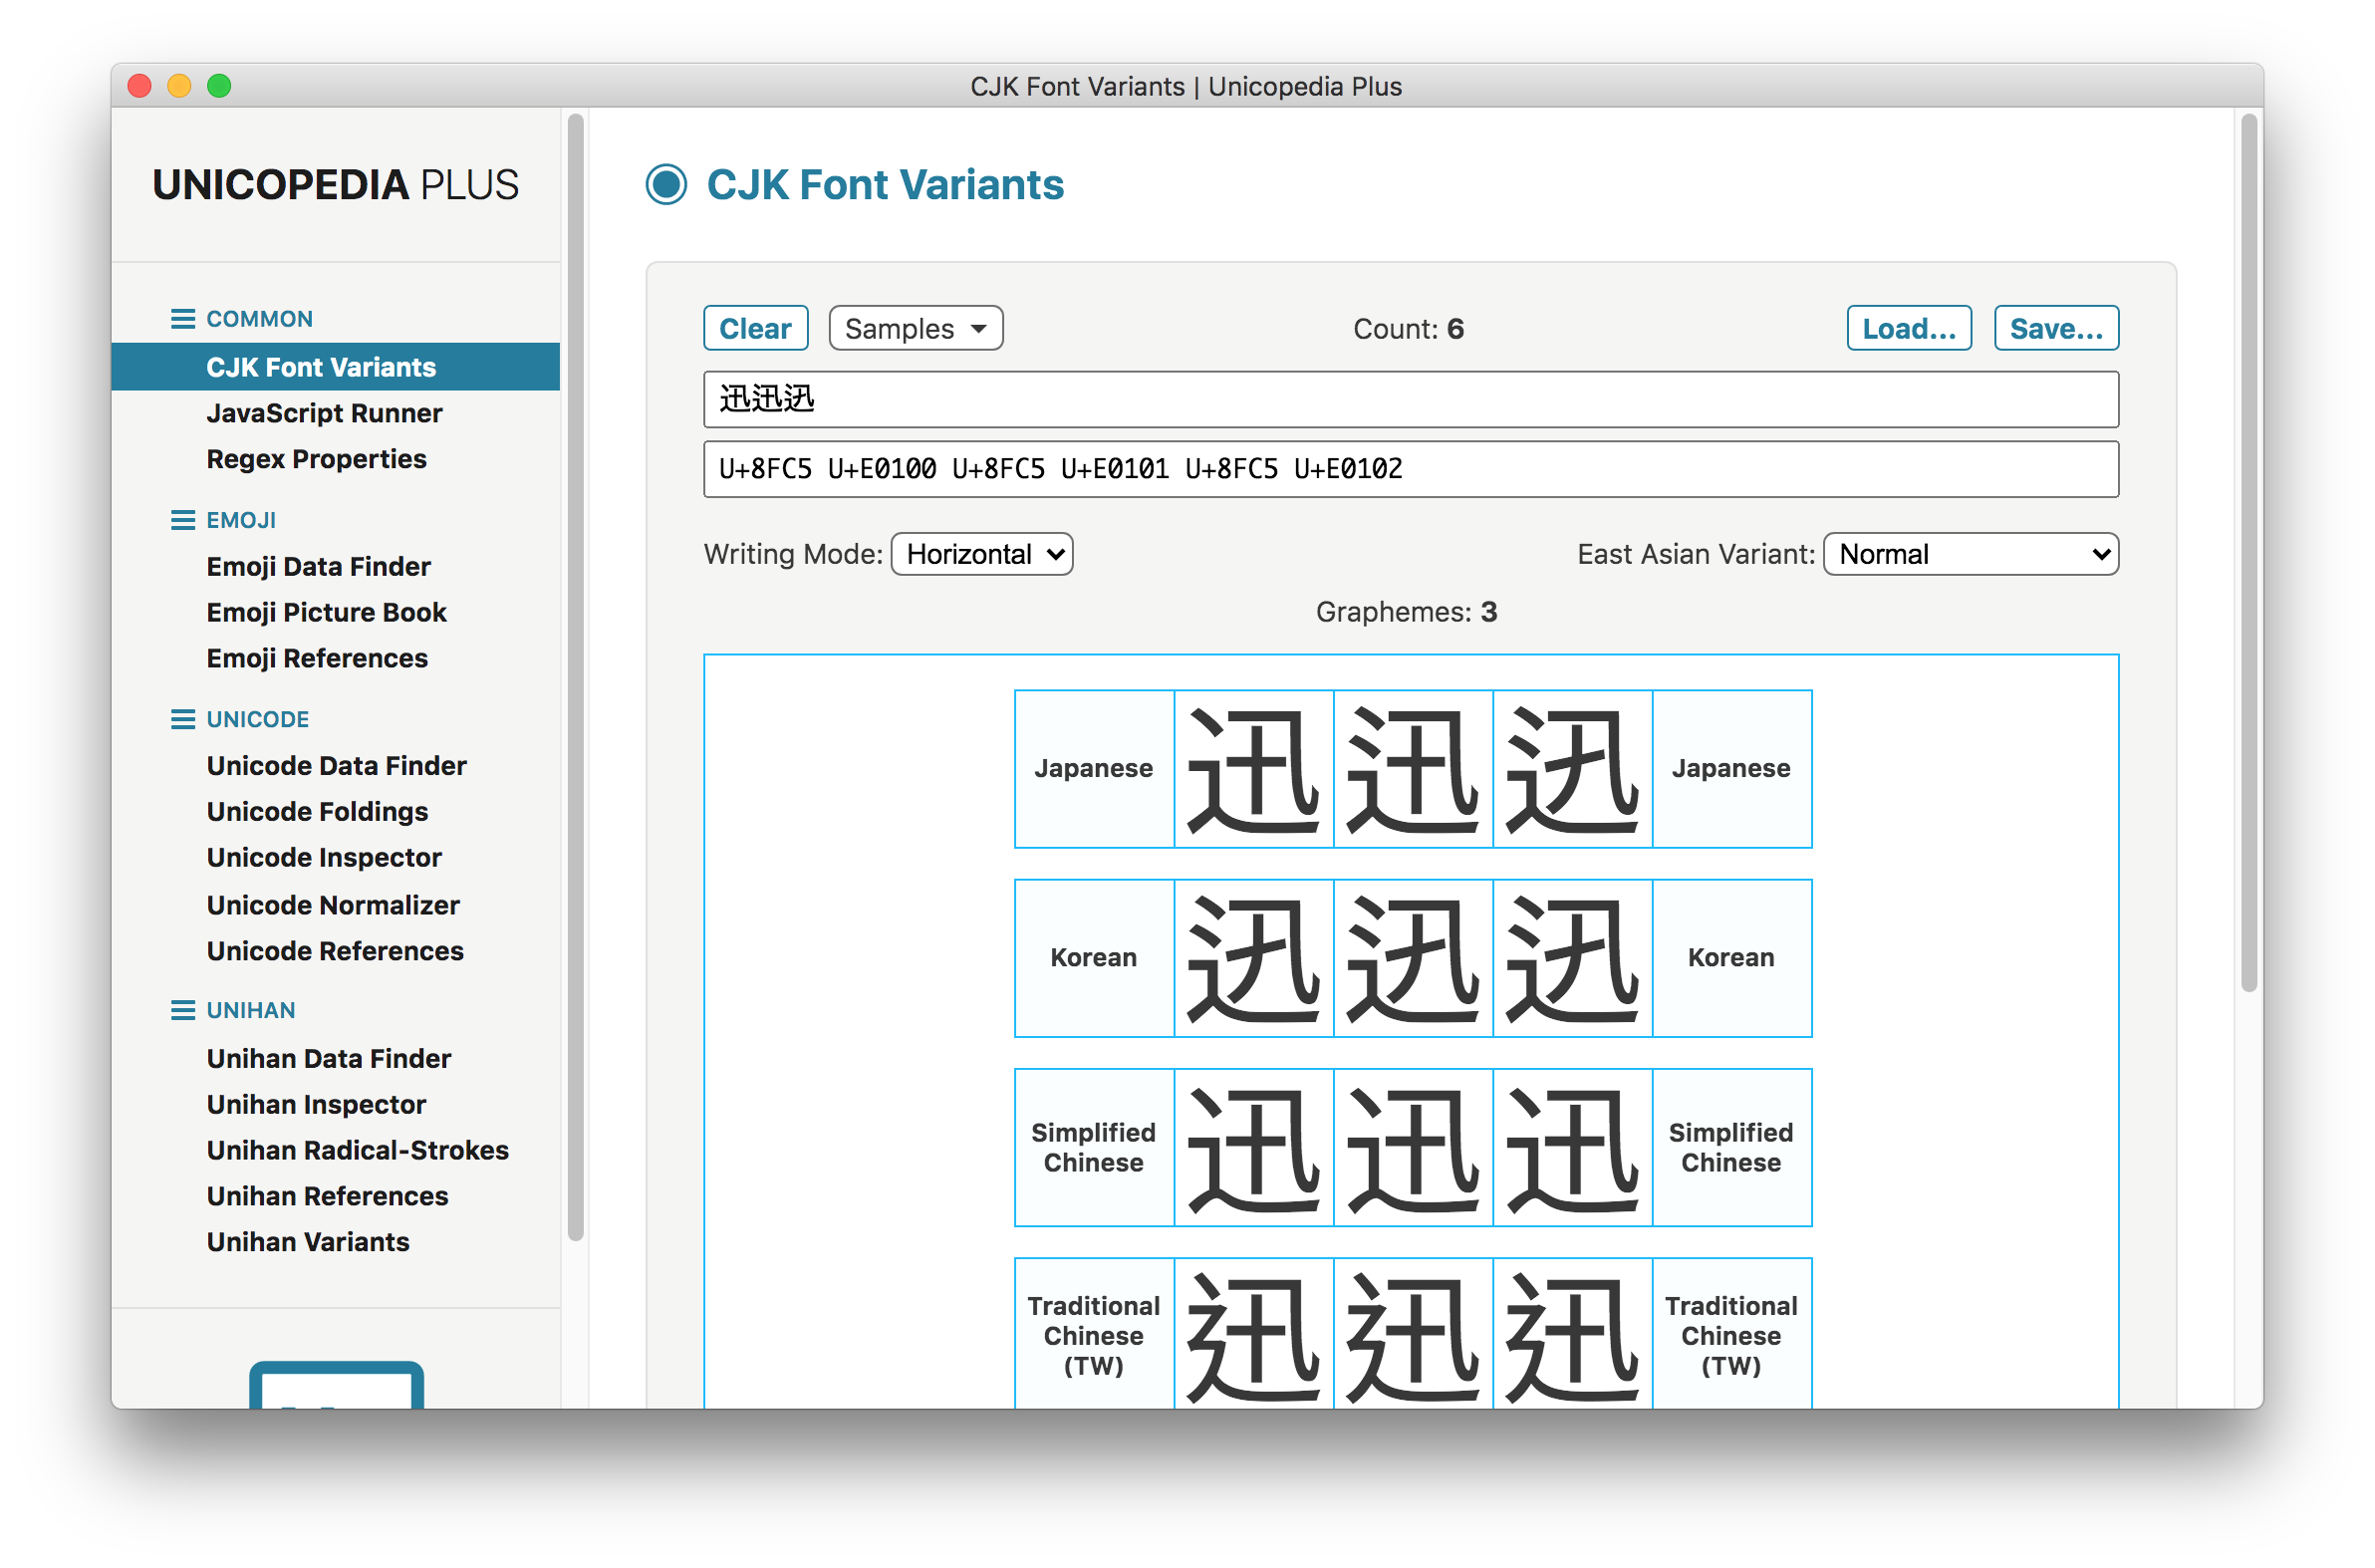 CJK Font Variants | Unicopedia Plus
UNICOPEDIA PLUS
COMMON
CJK Font Variants
JavaScript Runner
Regex Properties
EMOJI
Emoji Data Finder
Emoji Picture Book
Emoji References
UNICODE
Unicode Data Finder
Unicode Foldings
Unicode Inspector
Unicode Normalizer
Unicode References
UNIHAN
Unihan Data Finder
Unihan Inspector
Unihan Radical-Strokes
Unihan References
Unihan Variants
CJK Font Variants
Clear Samples Count: 6 Load... Save...
迅󠄀迅󠄁迅󠄂
U+8FC5 U+E0100 U+8FC5 U+E0101 U+8FC5 U+E0102
Writing Mode: Horizontal East Asian Variant: Normal
Graphemes: 3
Japanese 迅󠄀 迅󠄁 迅󠄂 Japanese
Korean 迅󠄀 迅󠄁 迅󠄂 Korean
Simplified Chinese 迅󠄀 迅󠄁 迅󠄂 Simplified Chinese
Traditional Chinese (TW) 迅󠄀 迅󠄁 迅󠄂 Traditional Chinese (TW)